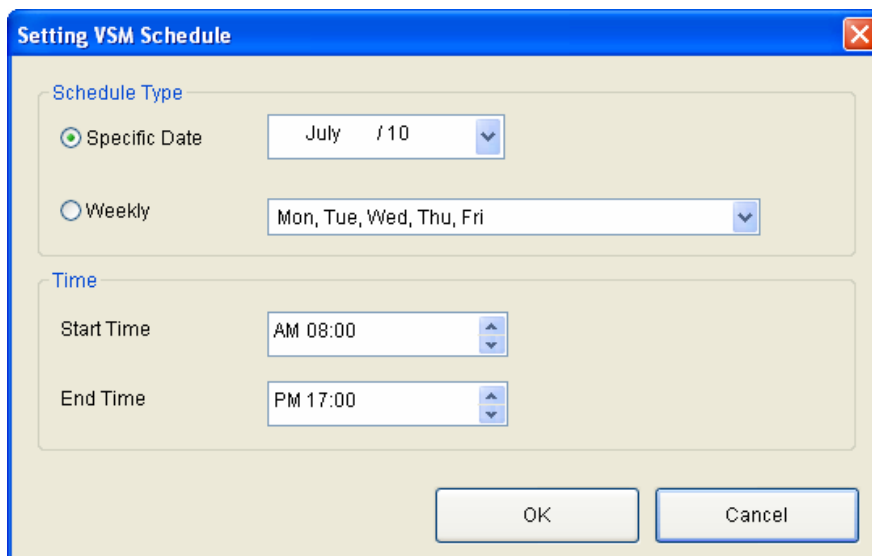 Setting VSM Schedule
Schedule Type
Specific Date
July / 10
Weekly
Mon, Tue, Wed, Thu, Fri
Time
Start Time
AM 08:00
End Time
PM 17:00
OK
Cancel